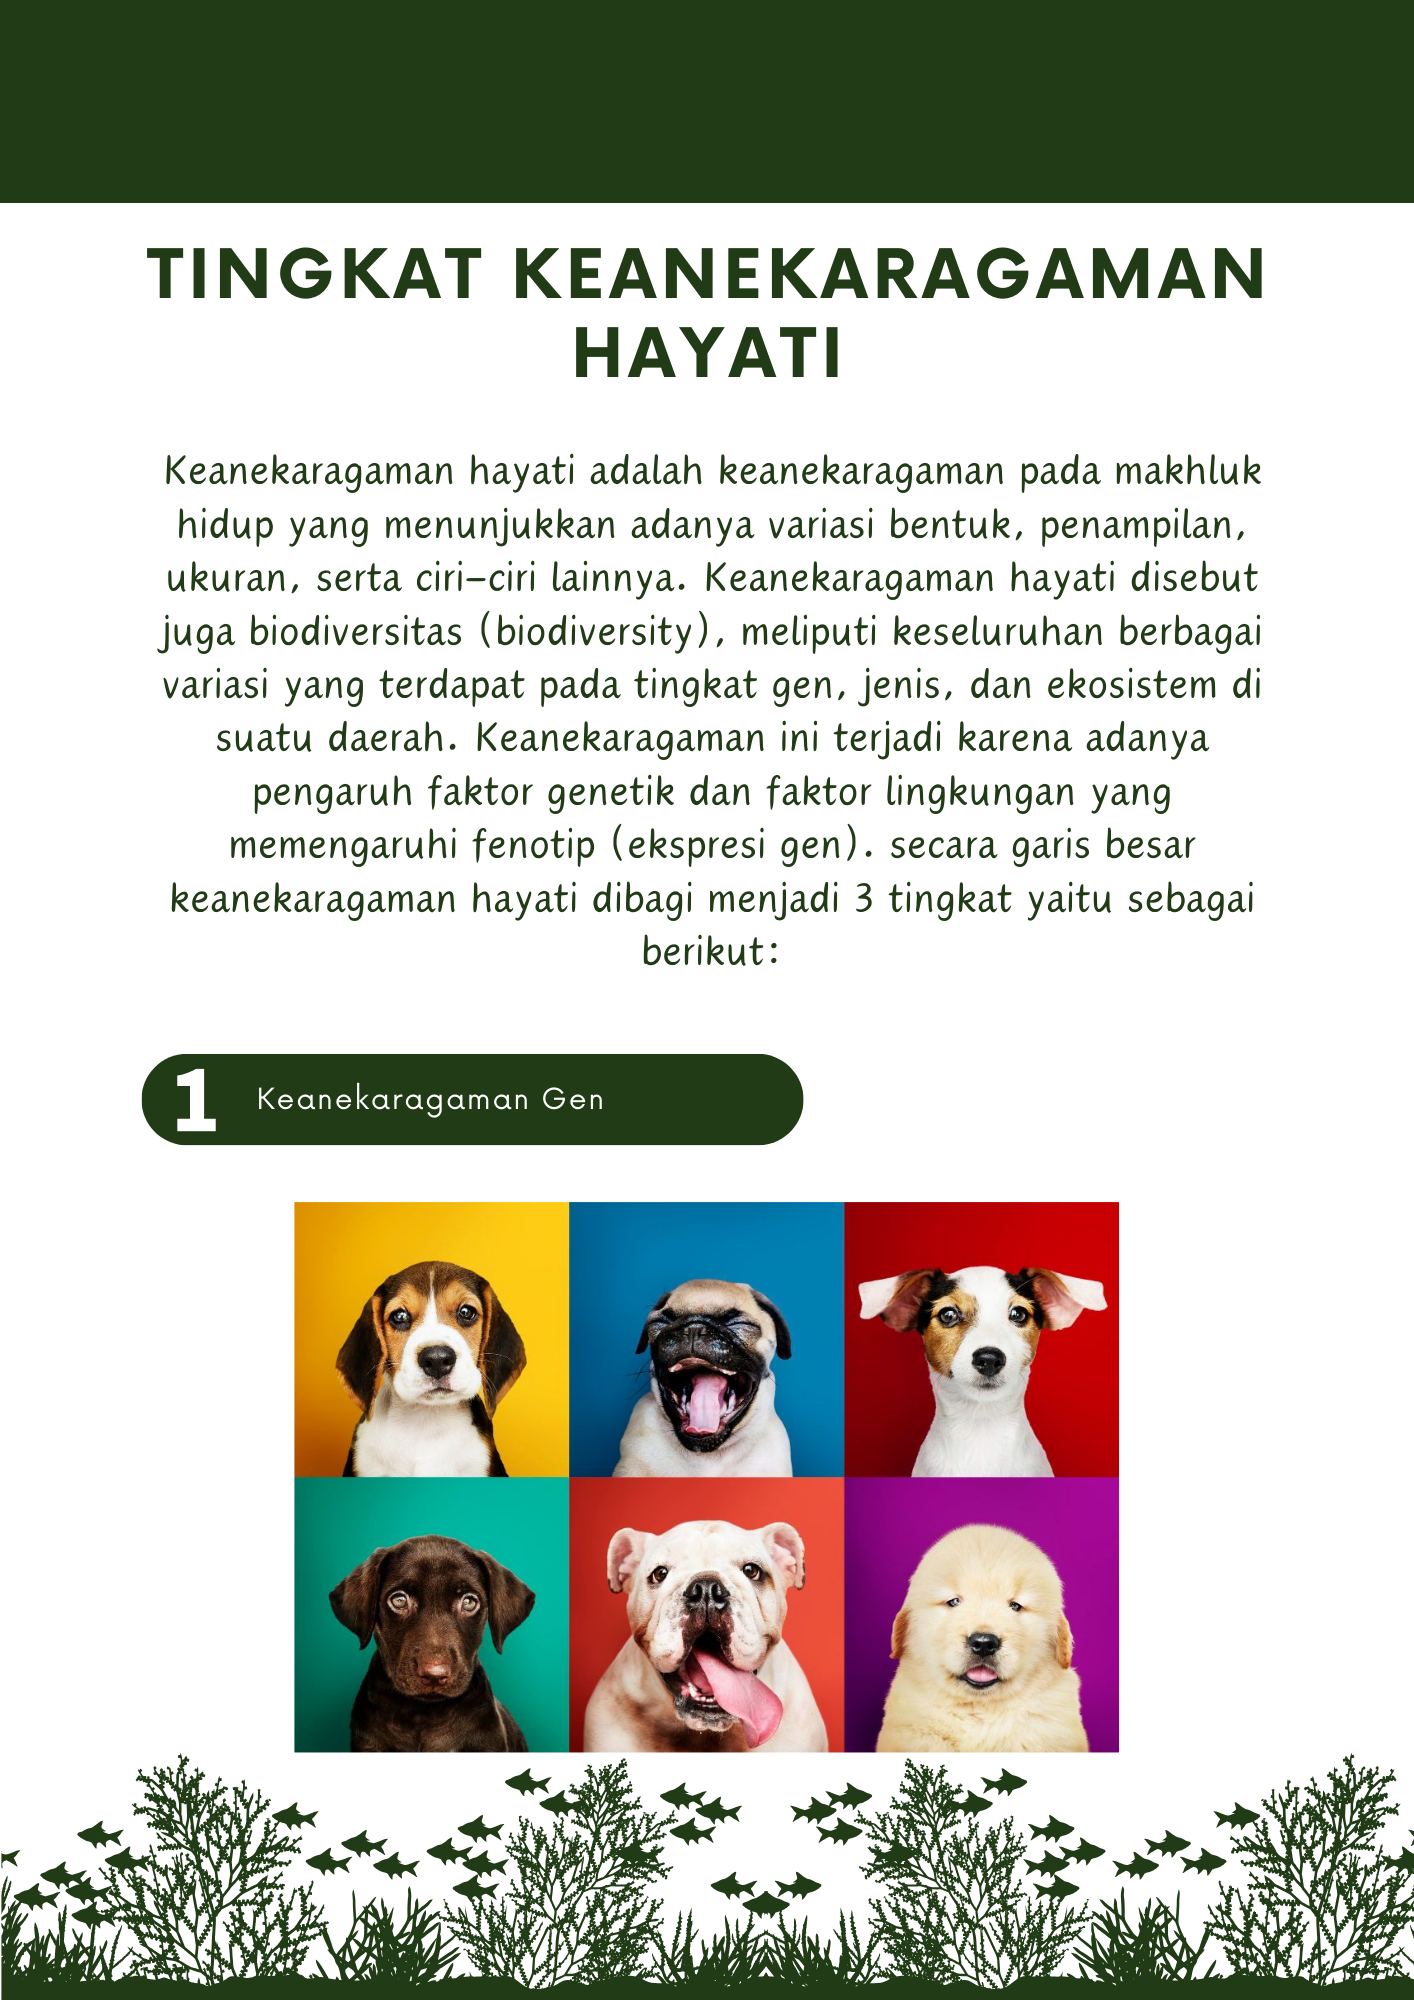 TINGKAT KEANEKARAGAMAN
HAYATI
Keanekaragaman hayati adalah keanekaragaman pada makhluk
hidup yang menunjukkan adanya variasi bentuk, penampilan,
ukuran, serta ciri-ciri lainnya. Keanekaragaman hayati disebut
juga biodiversitas (biodiversity), meliputi keseluruhan berbagai
variasi yang terdapat pada tingkat gen, jenis, dan ekosistem di
suatu daerah. Keanekaragaman ini terjadi karena adanya
pengaruh faktor genetik dan faktor lingkungan yang
memengaruhi fenotip (ekspresi gen). secara garis besar
keanekaragaman hayati dibagi menjadi 3 tingkat yaitu sebagai
berikut:
1 Keanekaragaman Gen